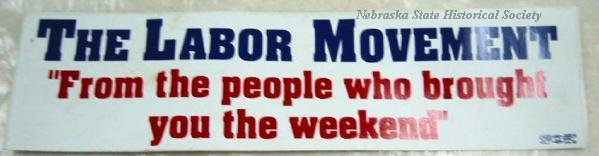 Nebraska State Historical Society
THE LABOR MOVEMENT
"From the people who brought
you the weekend"